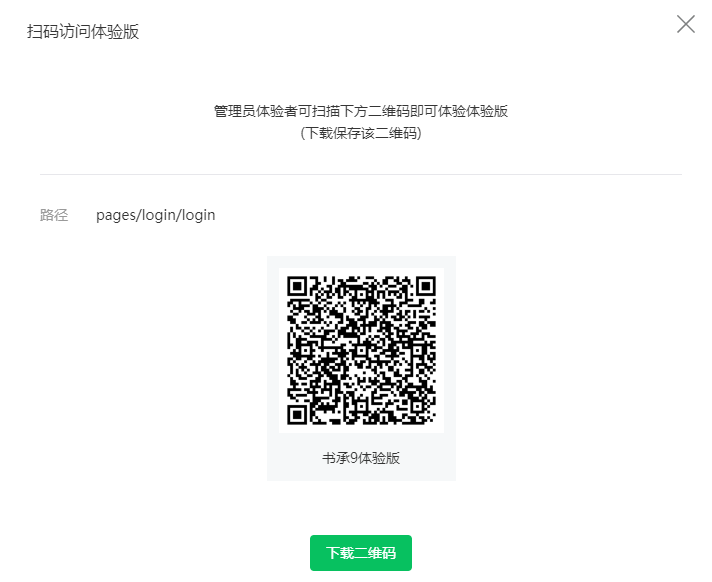 扫码访问体验版
管理员体验者可扫描下方二维码即可体验体验版
(下载保存该二维码)
路径 pages/login/login
书承9体验版
下载二维码